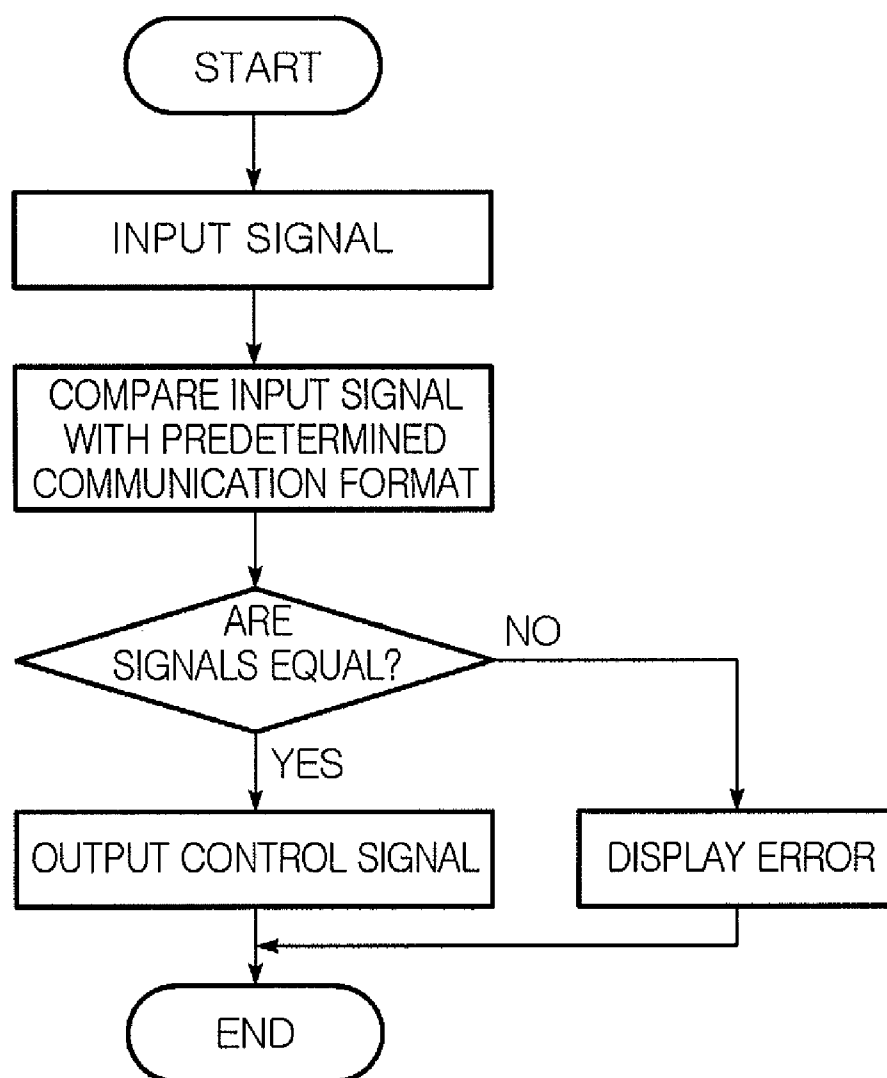 START
INPUT SIGNAL
COMPARE INPUT SIGNAL
WITH PREDETERMINED
COMMUNICATION FORMAT
ARE
SIGNALS EQUAL?
NO
YES
OUTPUT CONTROL SIGNAL
DISPLAY ERROR
END